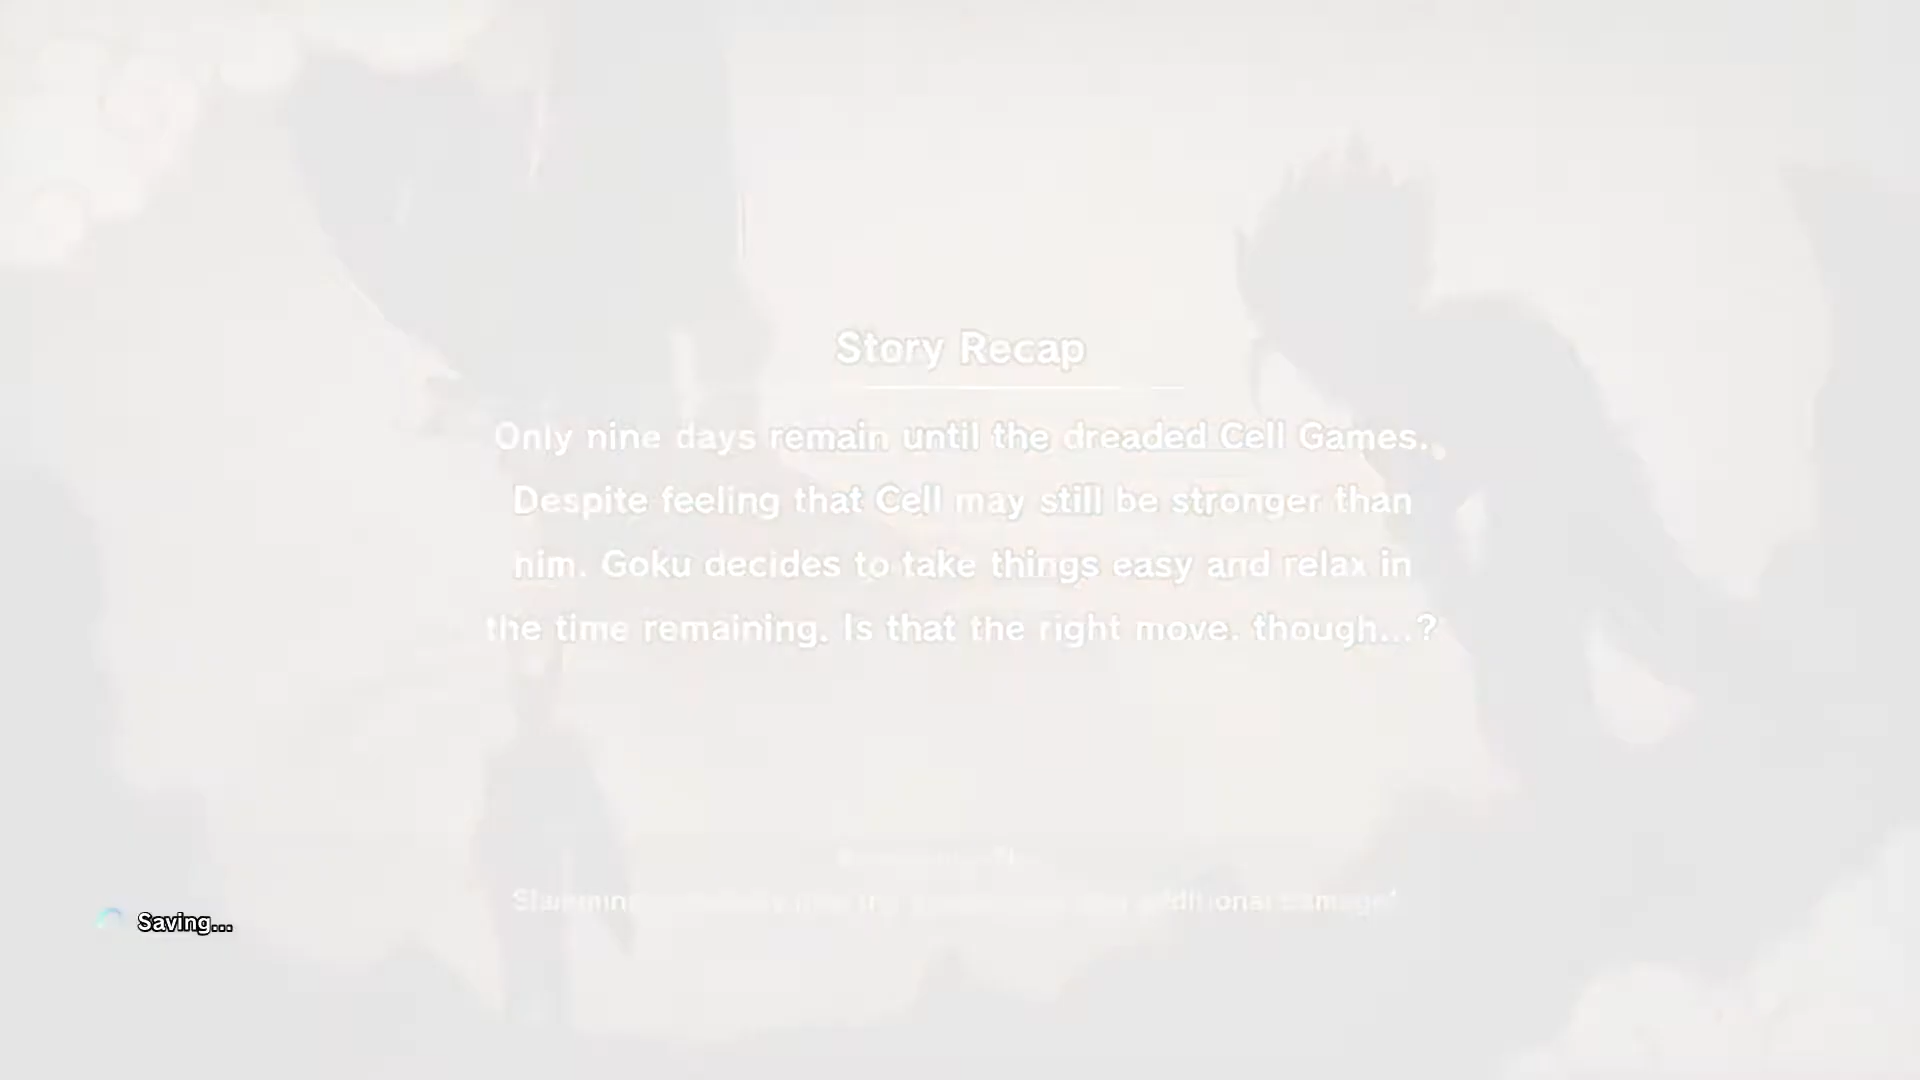 Story Recap
Only nine days remain until the dreaded Cell Games.
Despite feeling that Cell may still be stronger than
him. Goku decides to take things easy and relax in
the time remaining. Is that the right move. though...?
additional damage!
Saving...